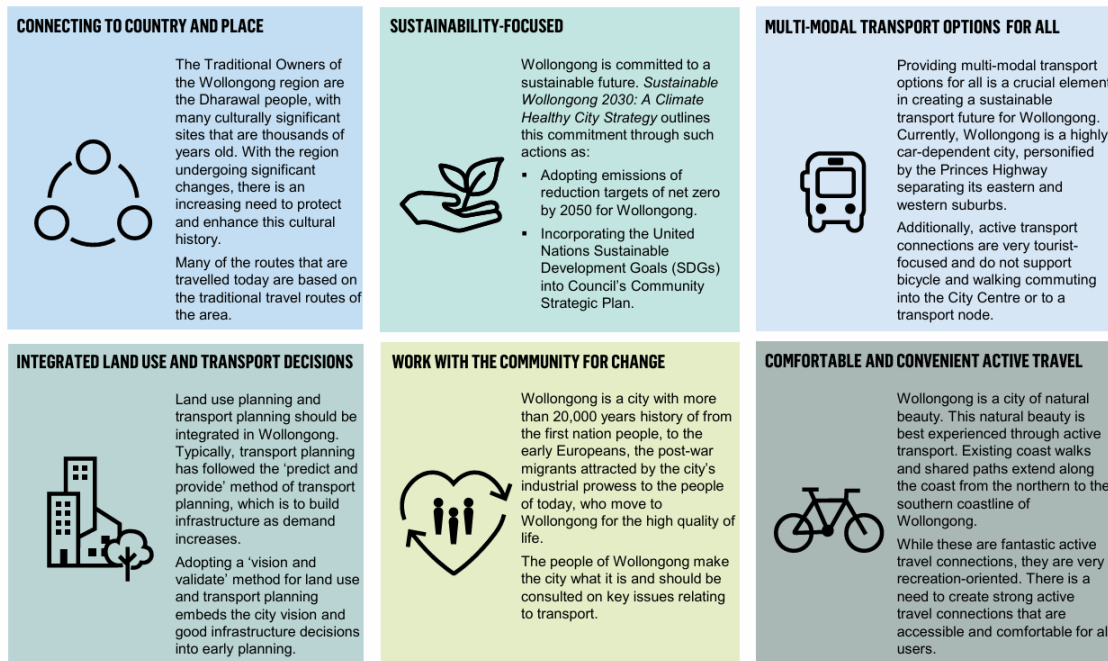 CONNECTING TO COUNTRY AND PLACE
The Traditional Owners of
the Wollongong region are
the Dharawal people, with
many culturally significant
sites that are thousands of
years old. With the region
undergoing significant
changes, there is an
increasing need to protect
and enhance this cultural
history.
Many of the routes that are
travelled today are based on
the traditional travel routes of
the area.
SUSTAINABILITY-FOCUSED
Wollongong is committed to a
sustainable future. Sustainable
Wollongong 2030: A Climate
Healthy City Strategy outlines
this commitment through such
actions as:
▪ Adopting emissions of
reduction targets of net zero
by 2050 for Wollongong.
▪ Incorporating the United
Nations Sustainable
Development Goals (SDGs)
into Council's Community
Strategic Plan.
MULTI-MODAL TRANSPORT OPTIONS FOR ALL
Providing multi-modal transport
options for all is a crucial element
in creating a sustainable
transport future for Wollongong.
Currently, Wollongong is a highly
car-dependent city, personified
by the Princes Highway
separating its eastern and
western suburbs.
Additionally, active transport
connections are very tourist-
focused and do not support
bicycle and walking commuting
into the City Centre or to a
transport node.
INTEGRATED LAND USE AND TRANSPORT DECISIONS
Land use planning and
transport planning should be
integrated in Wollongong.
Typically, transport planning
has followed the 'predict and
provide' method of transport
planning, which is to build
infrastructure as demand
increases.
Adopting a 'vision and
validate' method for land use
and transport planning
embeds the city vision and
good infrastructure decisions
into early planning.
WORK WITH THE COMMUNITY FOR CHANGE
Wollongong is a city with more
than 20,000 years history of from
the first nation people, to the
early Europeans, the post-war
migrants attracted by the city's
industrial prowess to the people
of today, who move to
Wollongong for the high quality of
life.
The people of Wollongong make
the city what it is and should be
consulted on key issues relating
to transport.
COMFORTABLE AND CONVENIENT ACTIVE TRAVEL
Wollongong is a city of natural
beauty. This natural beauty is
best experienced through active
transport. Existing coast walks
and shared paths extend along
the coast from the northern to the
southern coastline of
Wollongong.
While these are fantastic active
travel connections, they are very
recreation-oriented. There is a
need to create strong active
travel connections that are
accessible and comfortable for all
users.